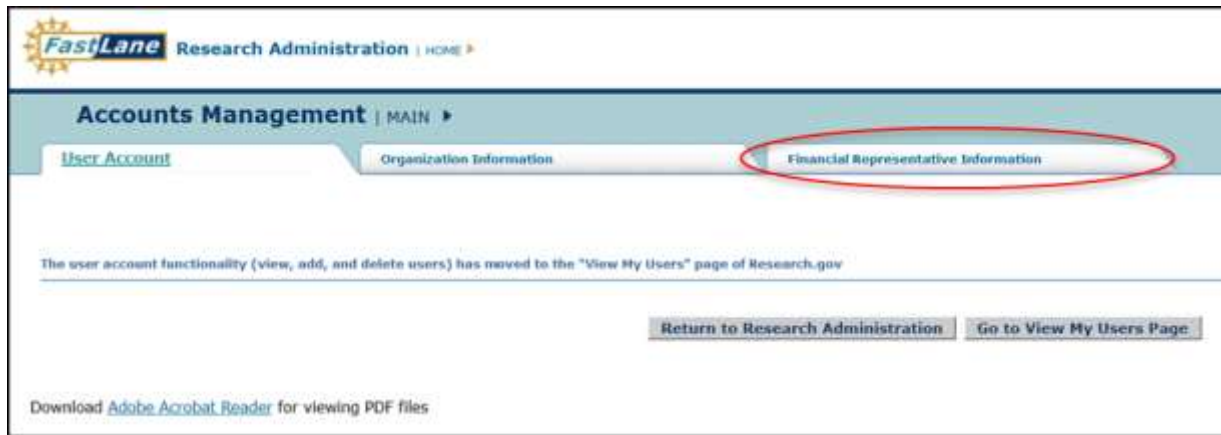 FastLane Research Administration | HOME
Accounts Management | MAIN
User Account Organization Information Financial Representative Information
The user account functionality (view, add, and delete users) has moved to the "View My Users" page of Research.gov
Return to Research Administration Go to View My Users Page
Download Adobe Acrobat Reader for viewing PDF files